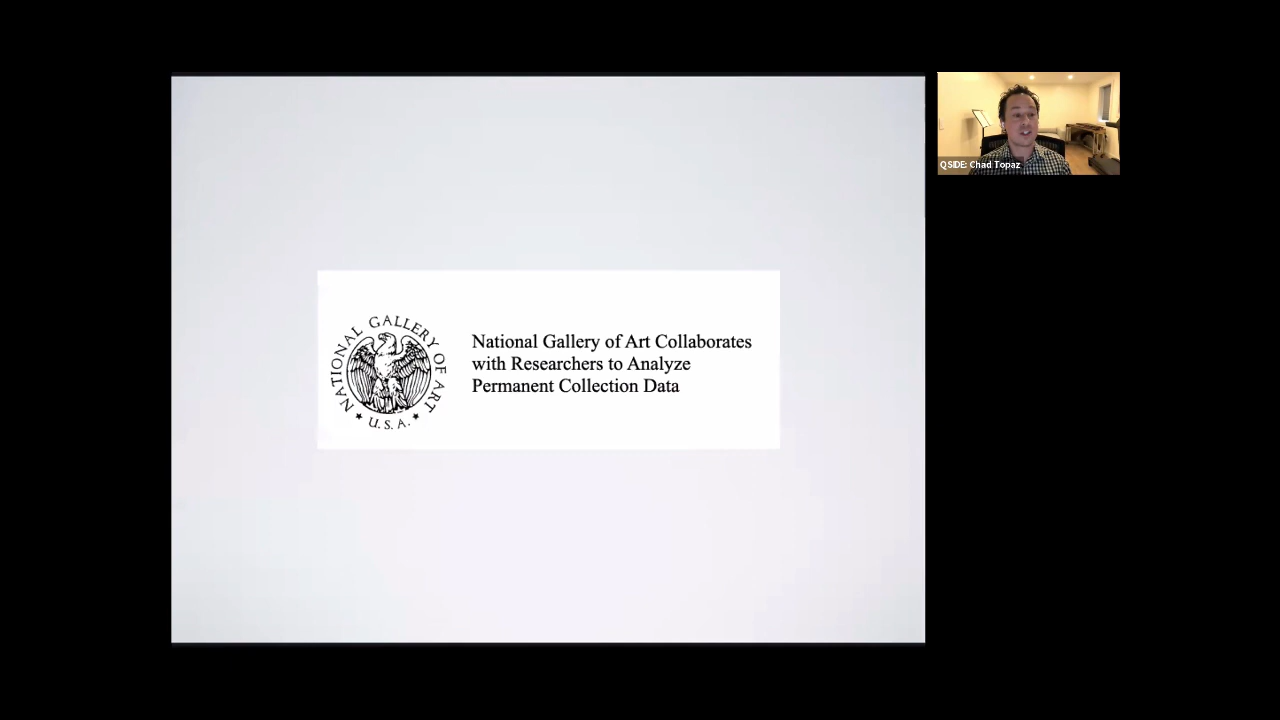 NATIONAL GALLERY OF ART
U.S.A.
National Gallery of Art Collaborates
with Researchers to Analyze
Permanent Collection Data
QSIDE: Chad Topaz